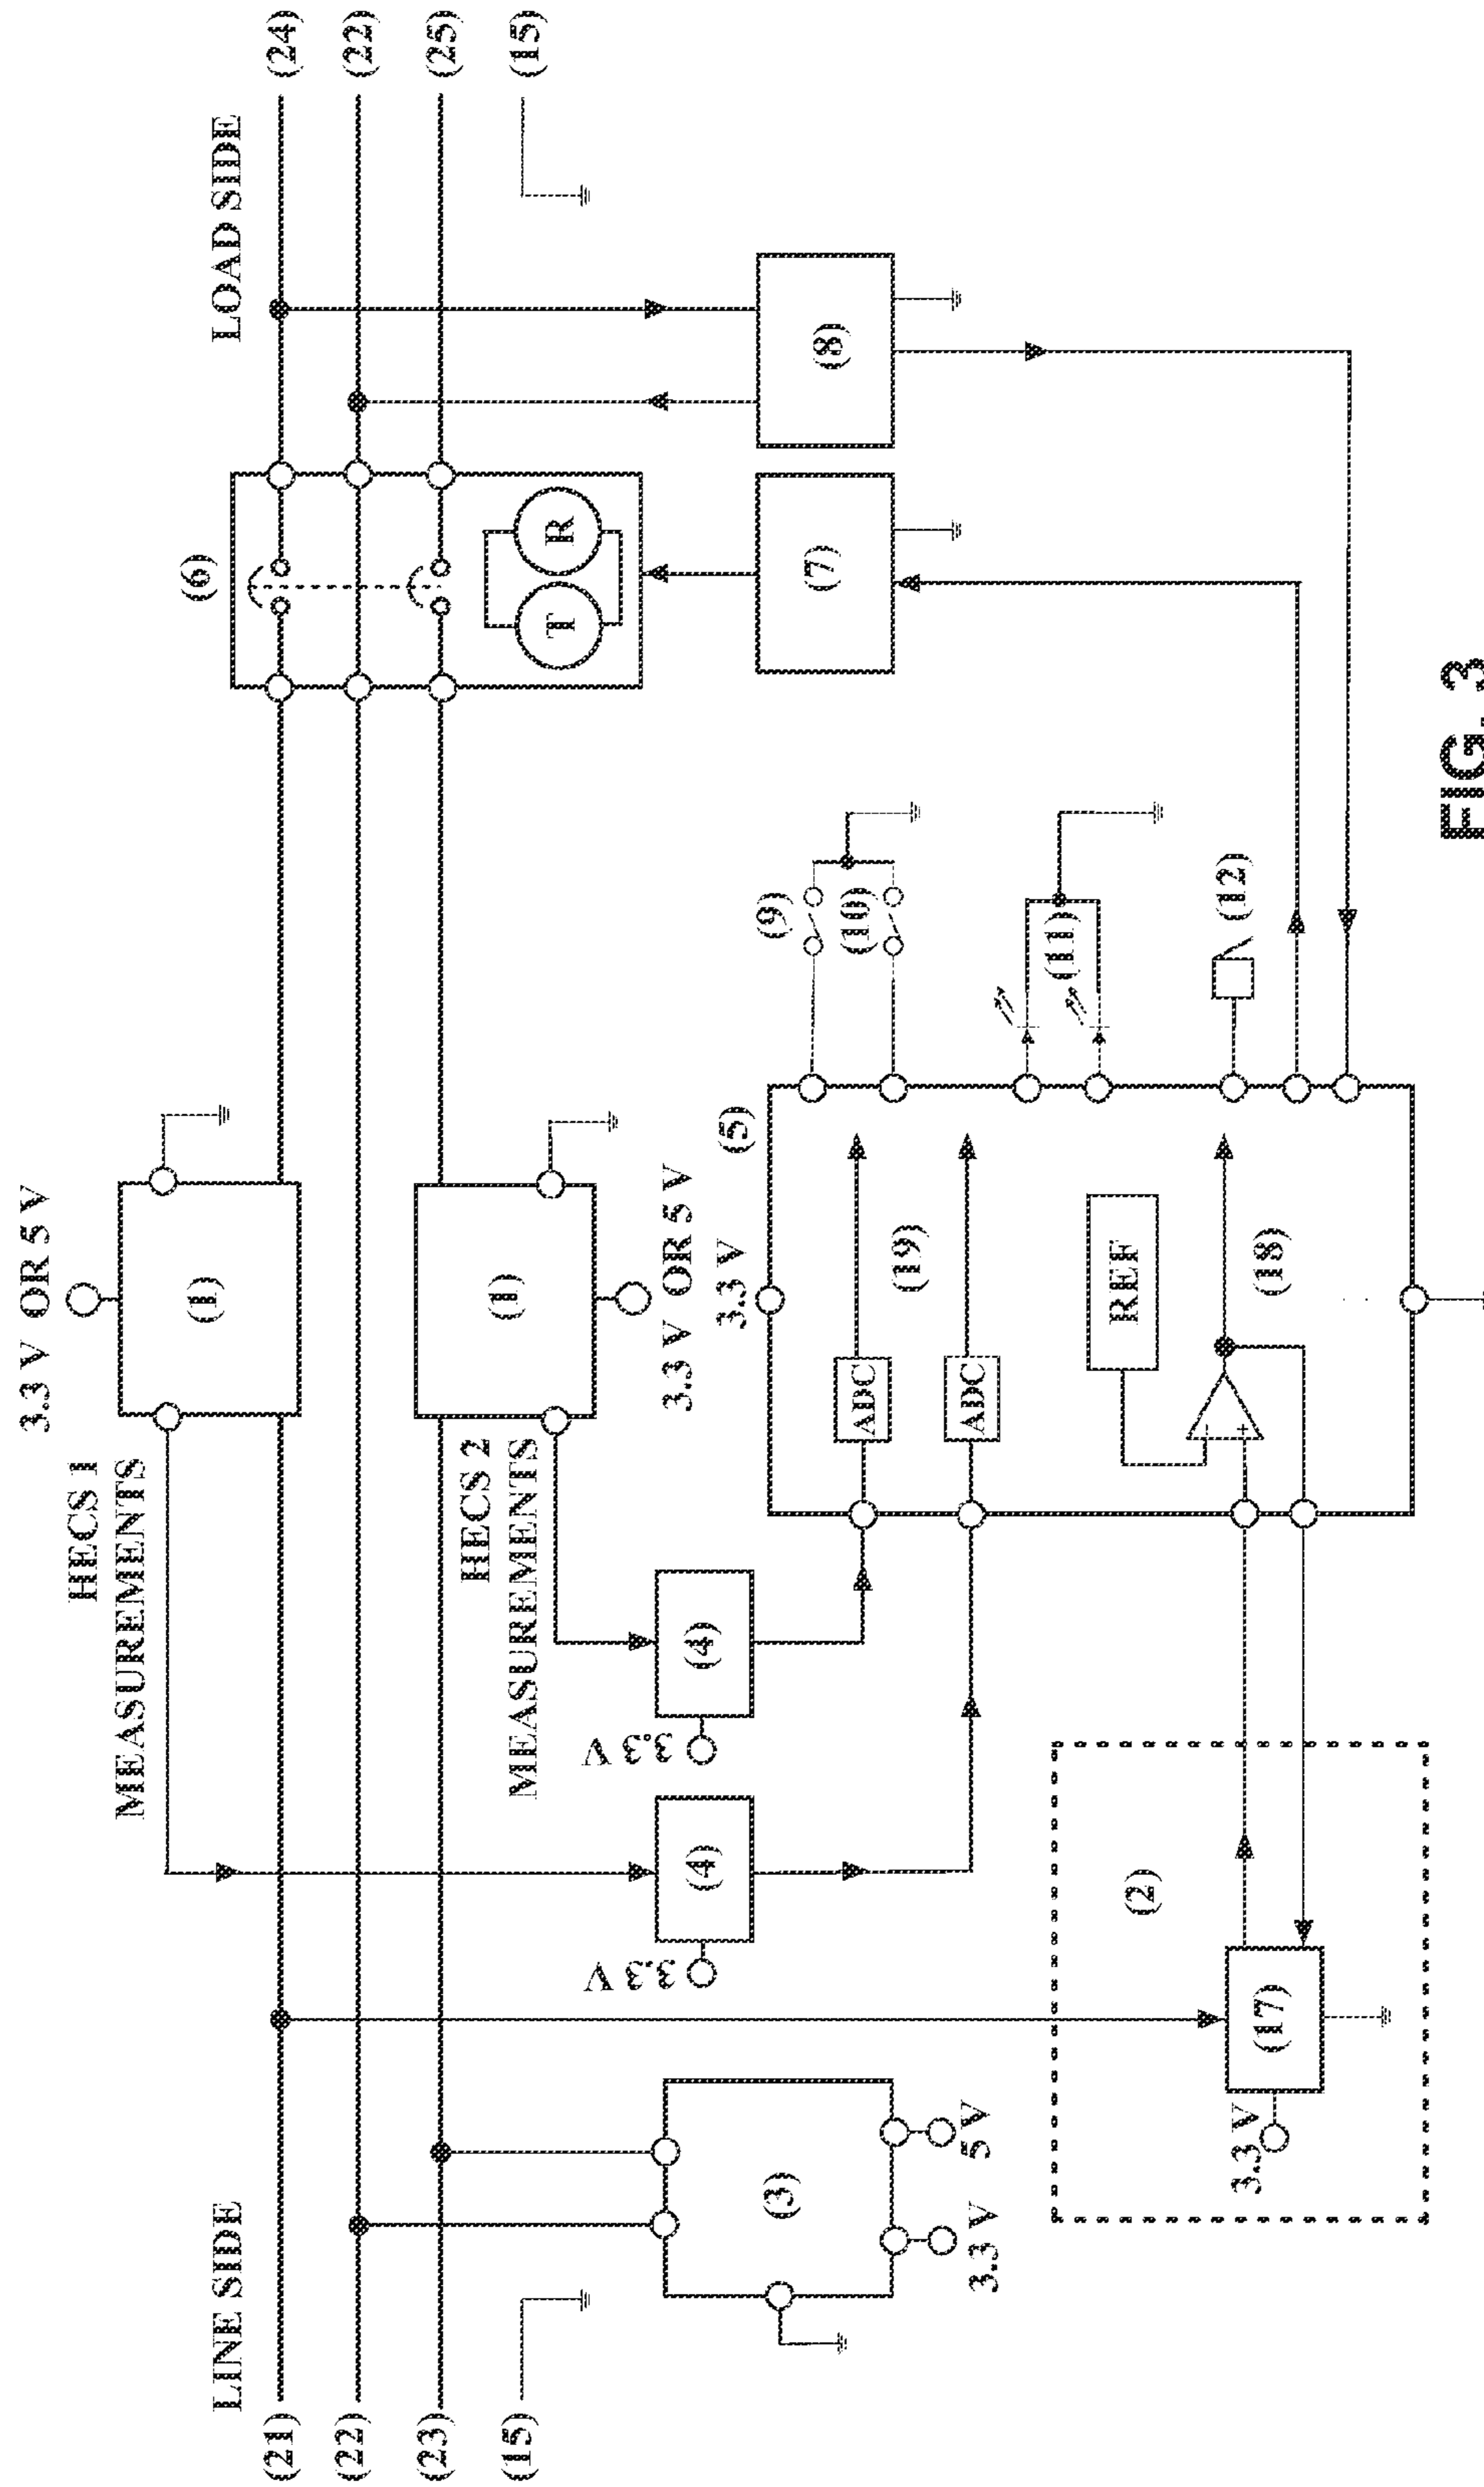 3.3 V OR 5 V
HECS 1
MEASUREMENTS
(1)
LINE SIDE
LOAD SIDE
(6)
(21)
(24)
(22)
(22)
(23)
(25)
(15)
(15)
HECS 2
MEASUREMENTS
(1)
T
R
3.3 V
3.3 V
3.3 V OR 5 V
(4)
(4)
3.3 V
(5)
(3)
(9)
(7)
(8)
3.3 V
5 V
ADC
(19)
(10)
ADC
(11)
(2)
REF
3.3 V
(17)
-
+
(18)
(12)
FIG. 3